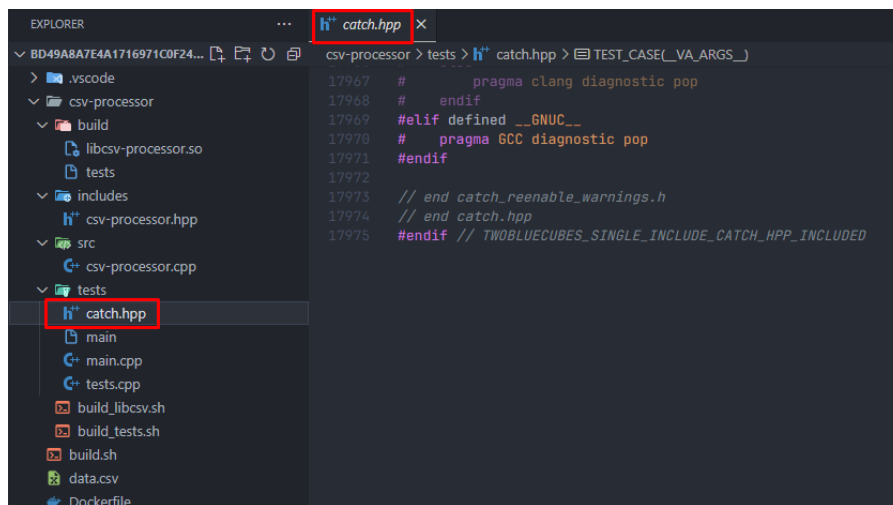 EXPLORER
BD49A8A7E4A1716971C0F24...
.vscode
csv-processor
build
libcsv-processor.so
tests
includes
csv-processor.hpp
src
csv-processor.cpp
tests
catch.hpp
main
main.cpp
tests.cpp
build_libcsv.sh
build_tests.sh
build.sh
data.csv
Dockerfile
catch.hpp
csv-processor > tests > catch.hpp > TEST_CASE(__VA_ARGS__)
17967 # pragma clang diagnostic pop
17968 # endif
17969 #elif defined __GNUC__
17970 # pragma GCC diagnostic pop
17971 #endif
17972
17973 // end catch_reenable_warnings.h
17974 // end catch.hpp
17975 #endif // TWOBLUECUBES_SINGLE_INCLUDE_CATCH_HPP_INCLUDED